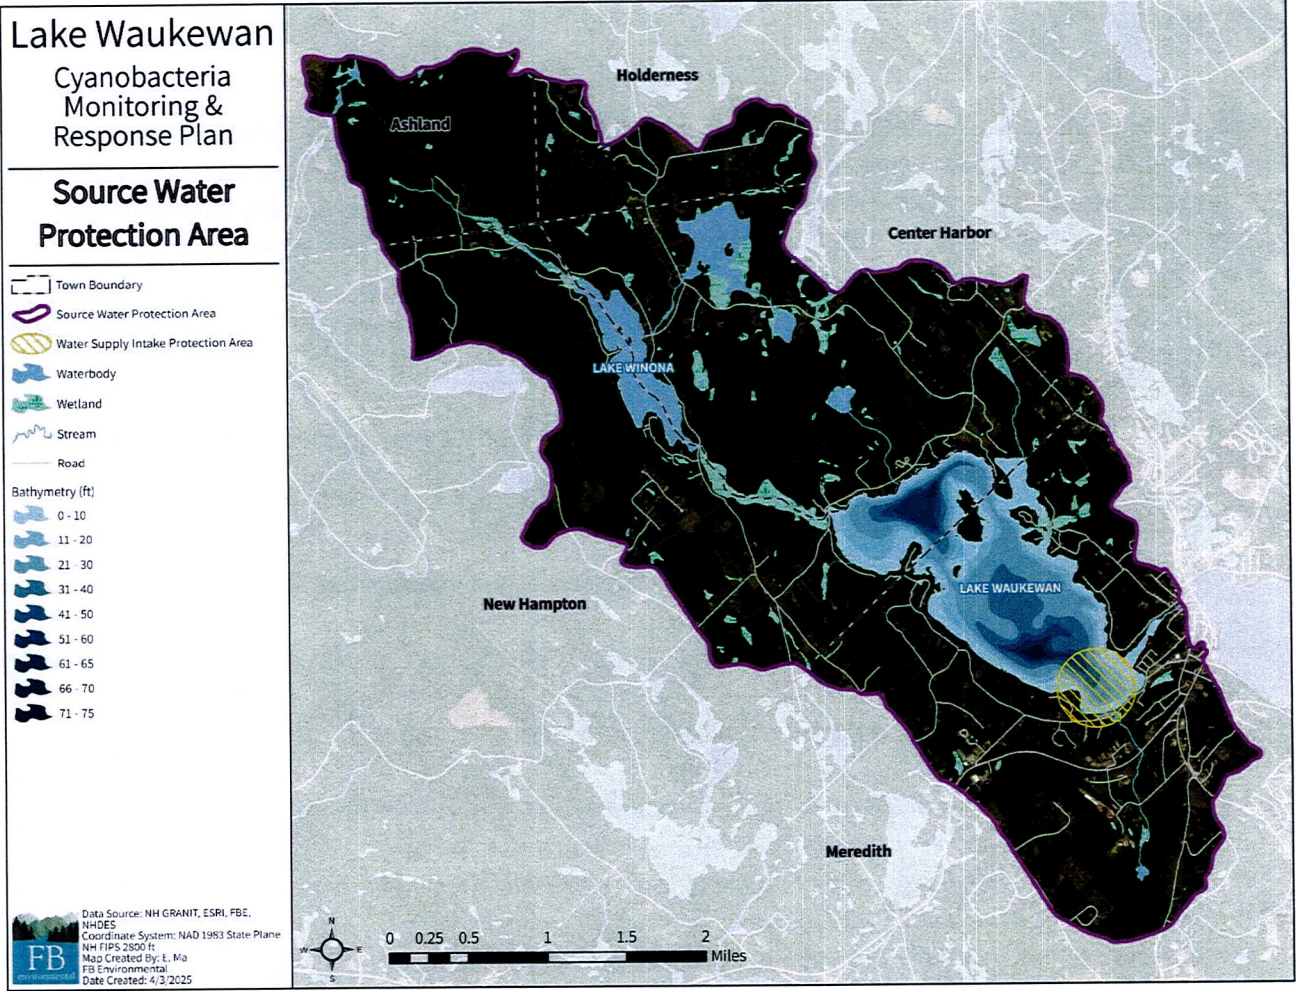 Lake Waukewan
Cyanobacteria
Monitoring &
Response Plan
Source Water
Protection Area
Town Boundary
Source Water Protection Area
Water Supply Intake Protection Area
Waterbody
Wetland
Stream
Road
Bathymetry (ft)
0 - 10
11 - 20
21 - 30
31 - 40
41 - 50
51 - 60
61 - 65
66 - 70
71 - 75
FB
environmental
Data Source: NH GRANIT, ESRI, FBE,
NHDES
Coordinate System: NAD 1983 State Plane
NH FIPS 2800 ft
Map Created By: E. Ma
FB Environmental
Date Created: 4/3/2025
Holderness
Ashland
Center Harbor
LAKE WINONA
LAKE WAUKEWAN
New Hampton
Meredith
N
W E
S
0 0.25 0.5 1 1.5 2
Miles